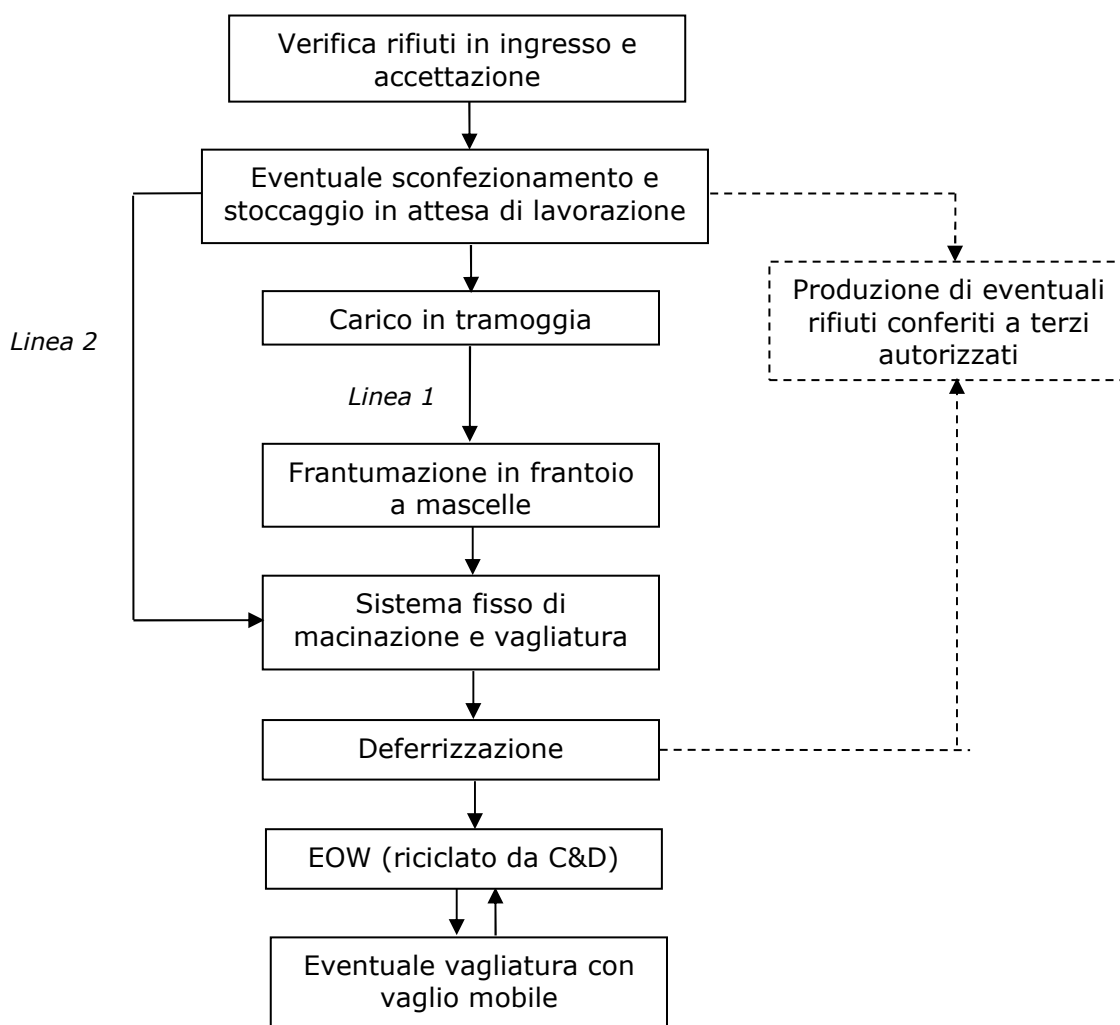 Verifica rifiuti in ingresso e
accettazione
Eventuale sconfezionamento e
stoccaggio in attesa di lavorazione
Produzione di eventuali
rifiuti conferiti a terzi
autorizzati
Carico in tramoggia
Linea 2
Linea 1
Frantumazione in frantoio
a mascelle
Sistema fisso di
macinazione e vagliatura
Deferrizzazione
EOW (riciclato da C&D)
Eventuale vagliatura con
vaglio mobile